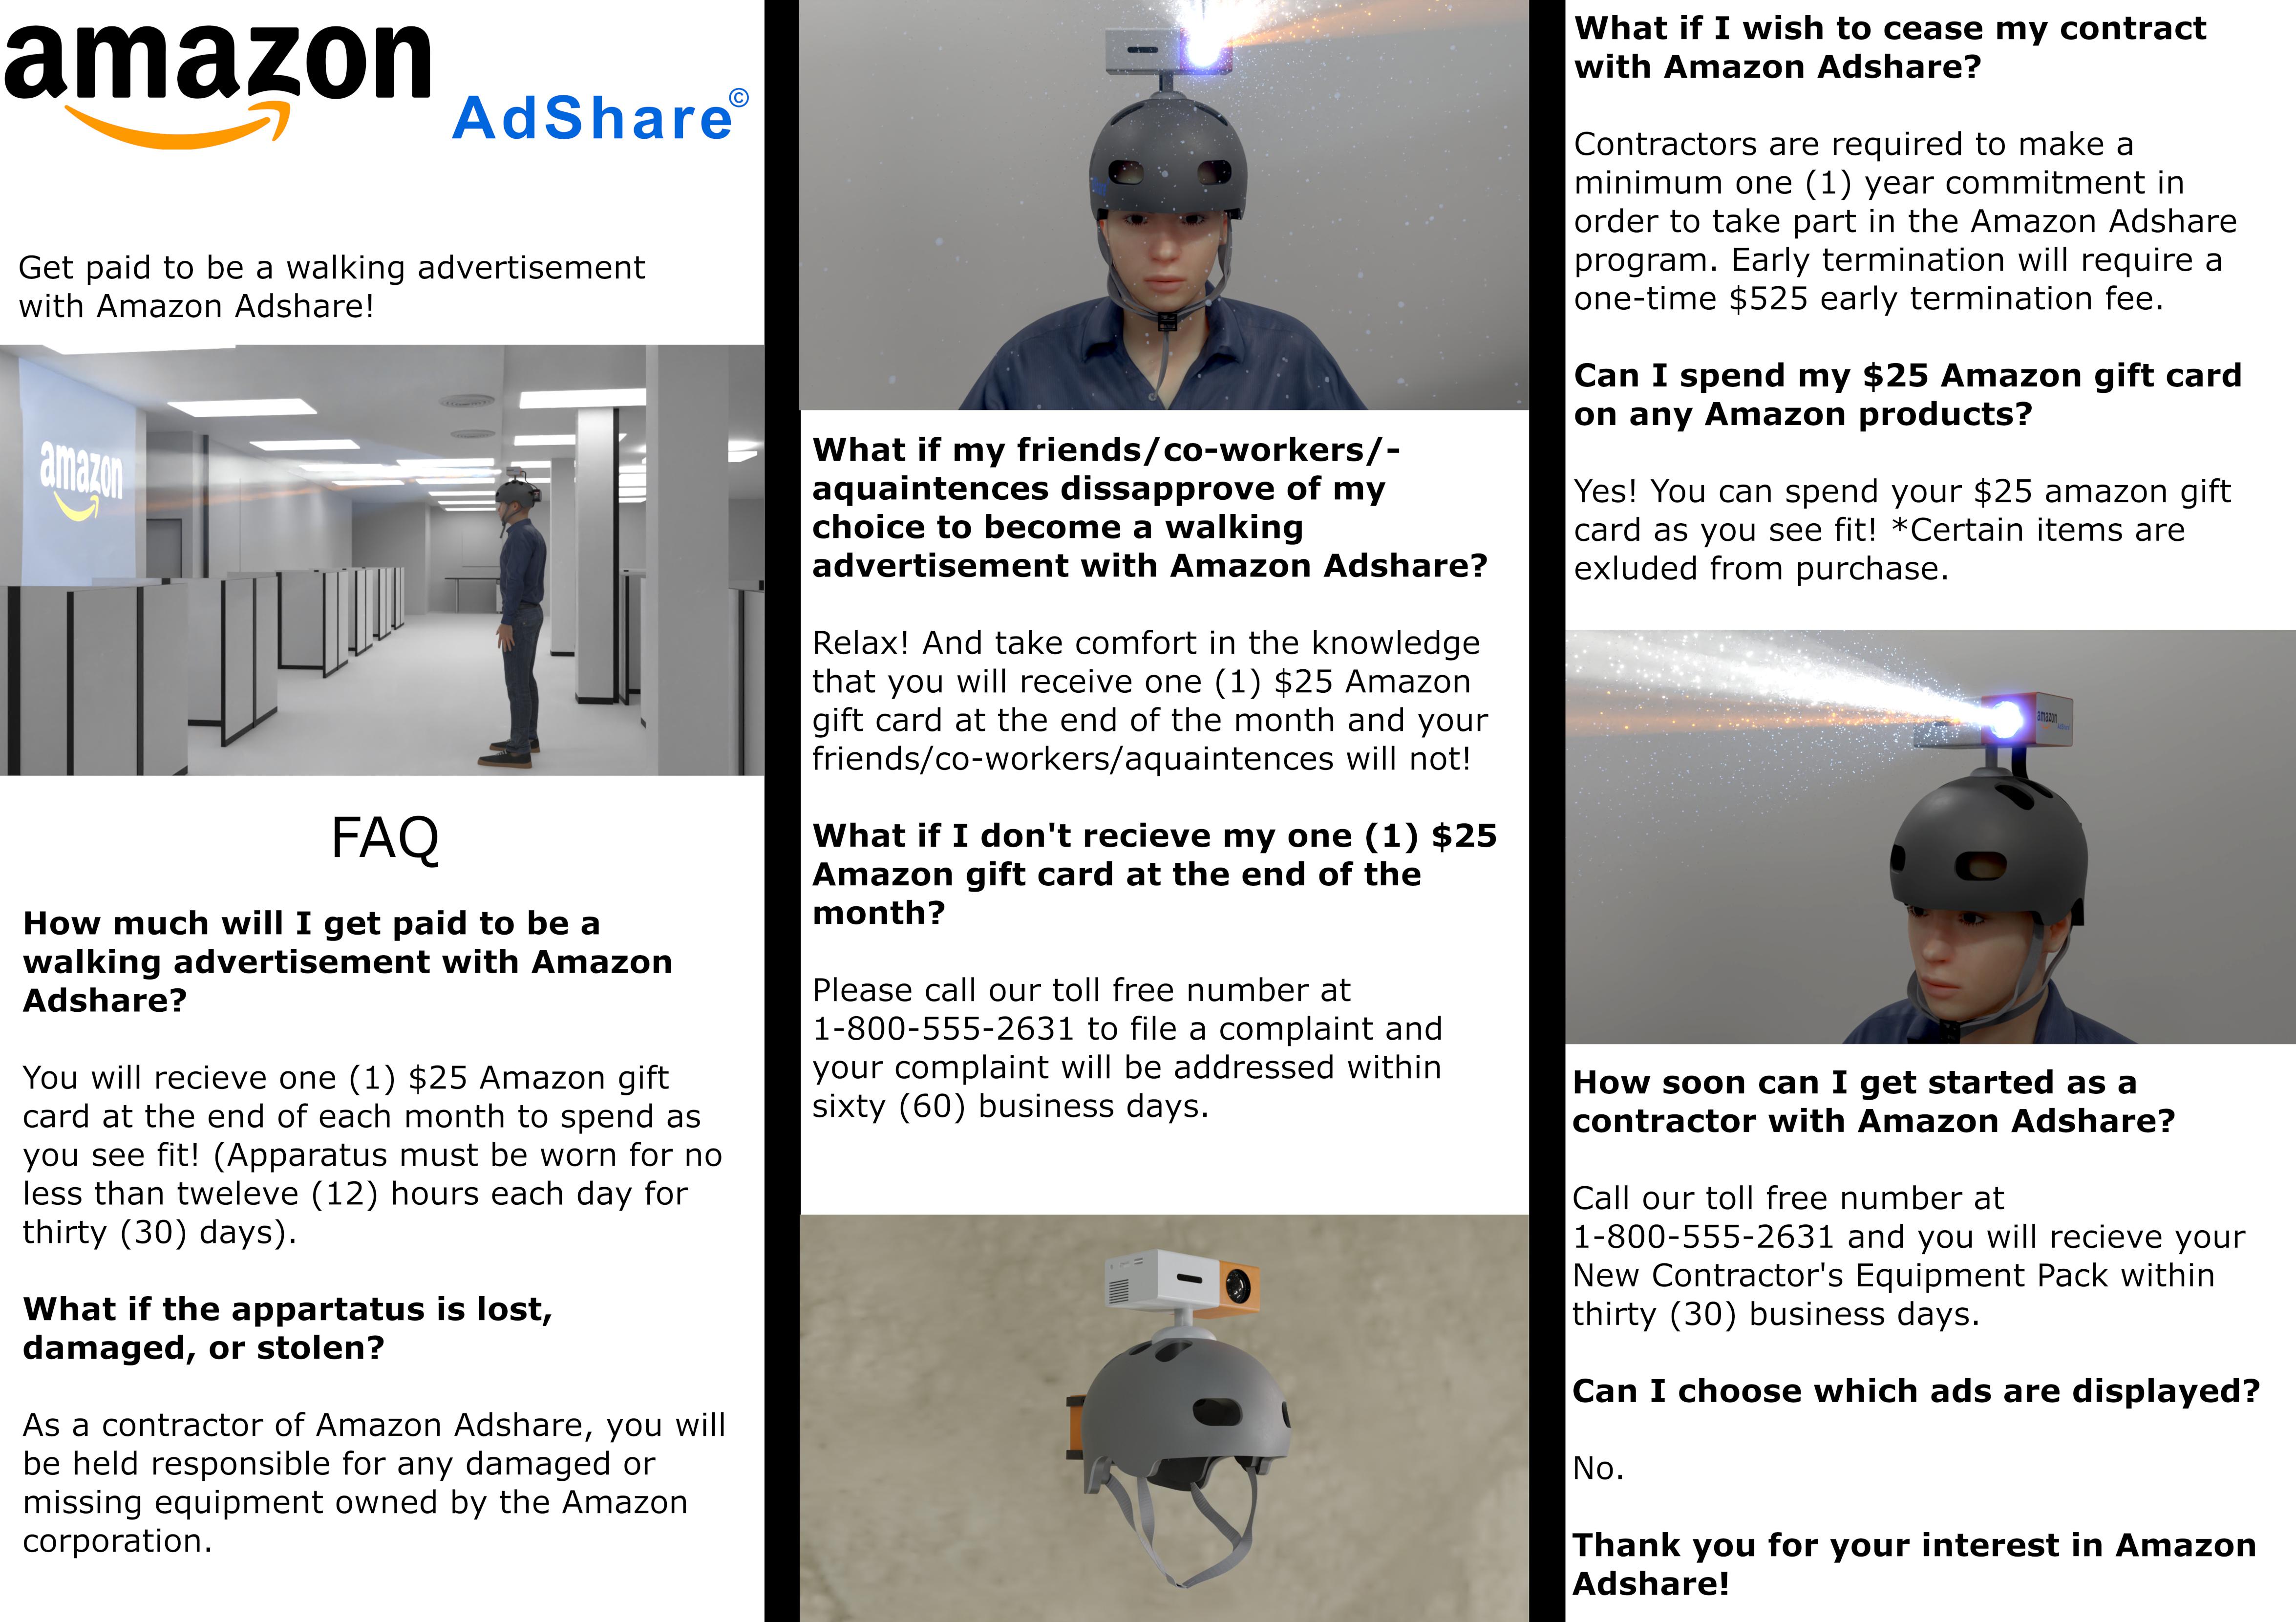 amazon
AdShare©
Get paid to be a walking advertisement
with Amazon Adshare!
amazon
FAQ
How much will I get paid to be a
walking advertisement with Amazon
Adshare?
You will recieve one (1) $25 Amazon gift
card at the end of each month to spend as
you see fit! (Apparatus must be worn for no
less than tweleve (12) hours each day for
thirty (30) days).
What if the appartatus is lost,
damaged, or stolen?
As a contractor of Amazon Adshare, you will
be held responsible for any damaged or
missing equipment owned by the Amazon
corporation.
What if my friends/co-workers/-
aquaintences dissapprove of my
choice to become a walking
advertisement with Amazon Adshare?
Relax! And take comfort in the knowledge
that you will receive one (1) $25 Amazon
gift card at the end of the month and your
friends/co-workers/aquaintences will not!
What if I don't recieve my one (1) $25
Amazon gift card at the end of the
month?
Please call our toll free number at
1-800-555-2631 to file a complaint and
your complaint will be addressed within
sixty (60) business days.
What if I wish to cease my contract
with Amazon Adshare?
Contractors are required to make a
minimum one (1) year commitment in
order to take part in the Amazon Adshare
program. Early termination will require a
one-time $525 early termination fee.
Can I spend my $25 Amazon gift card
on any Amazon products?
Yes! You can spend your $25 amazon gift
card as you see fit! *Certain items are
exluded from purchase.
amazon
How soon can I get started as a
contractor with Amazon Adshare?
Call our toll free number at
1-800-555-2631 and you will recieve your
New Contractor's Equipment Pack within
thirty (30) business days.
Can I choose which ads are displayed?
No.
Thank you for your interest in Amazon
Adshare!